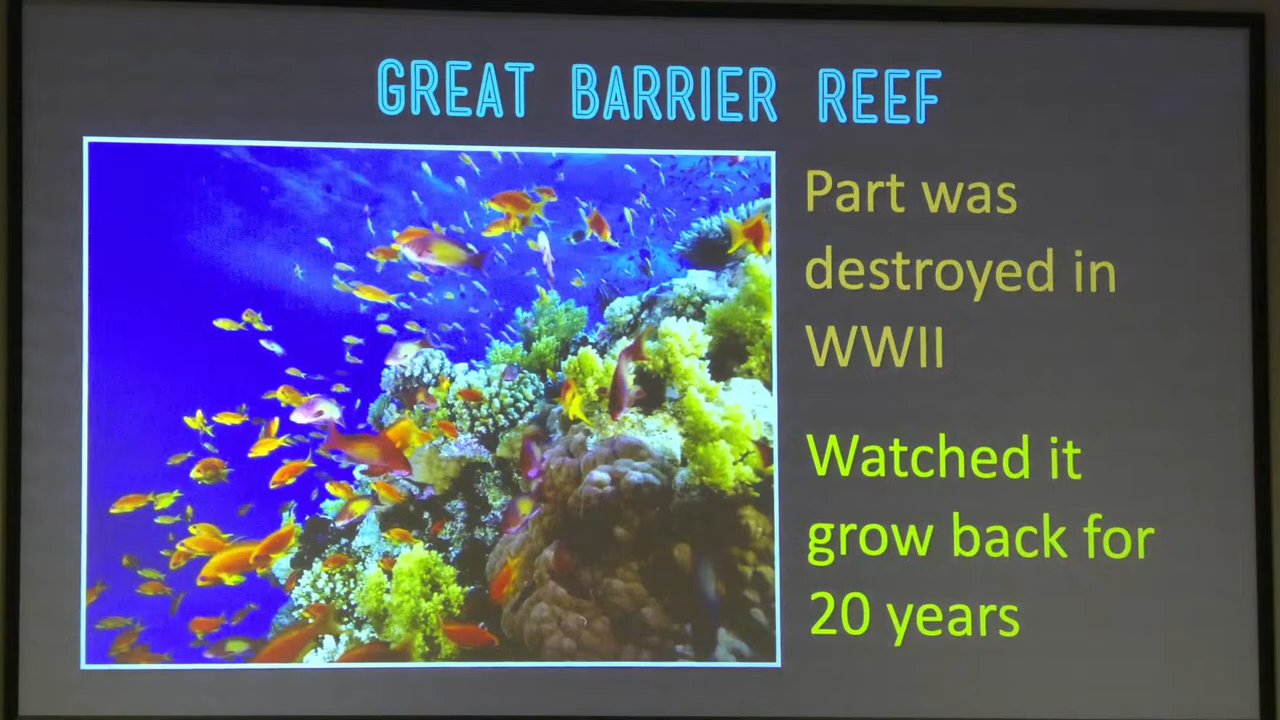 GREAT BARRIER REEF
Part was
destroyed in
WWII
Watched it
grow back for
20 years